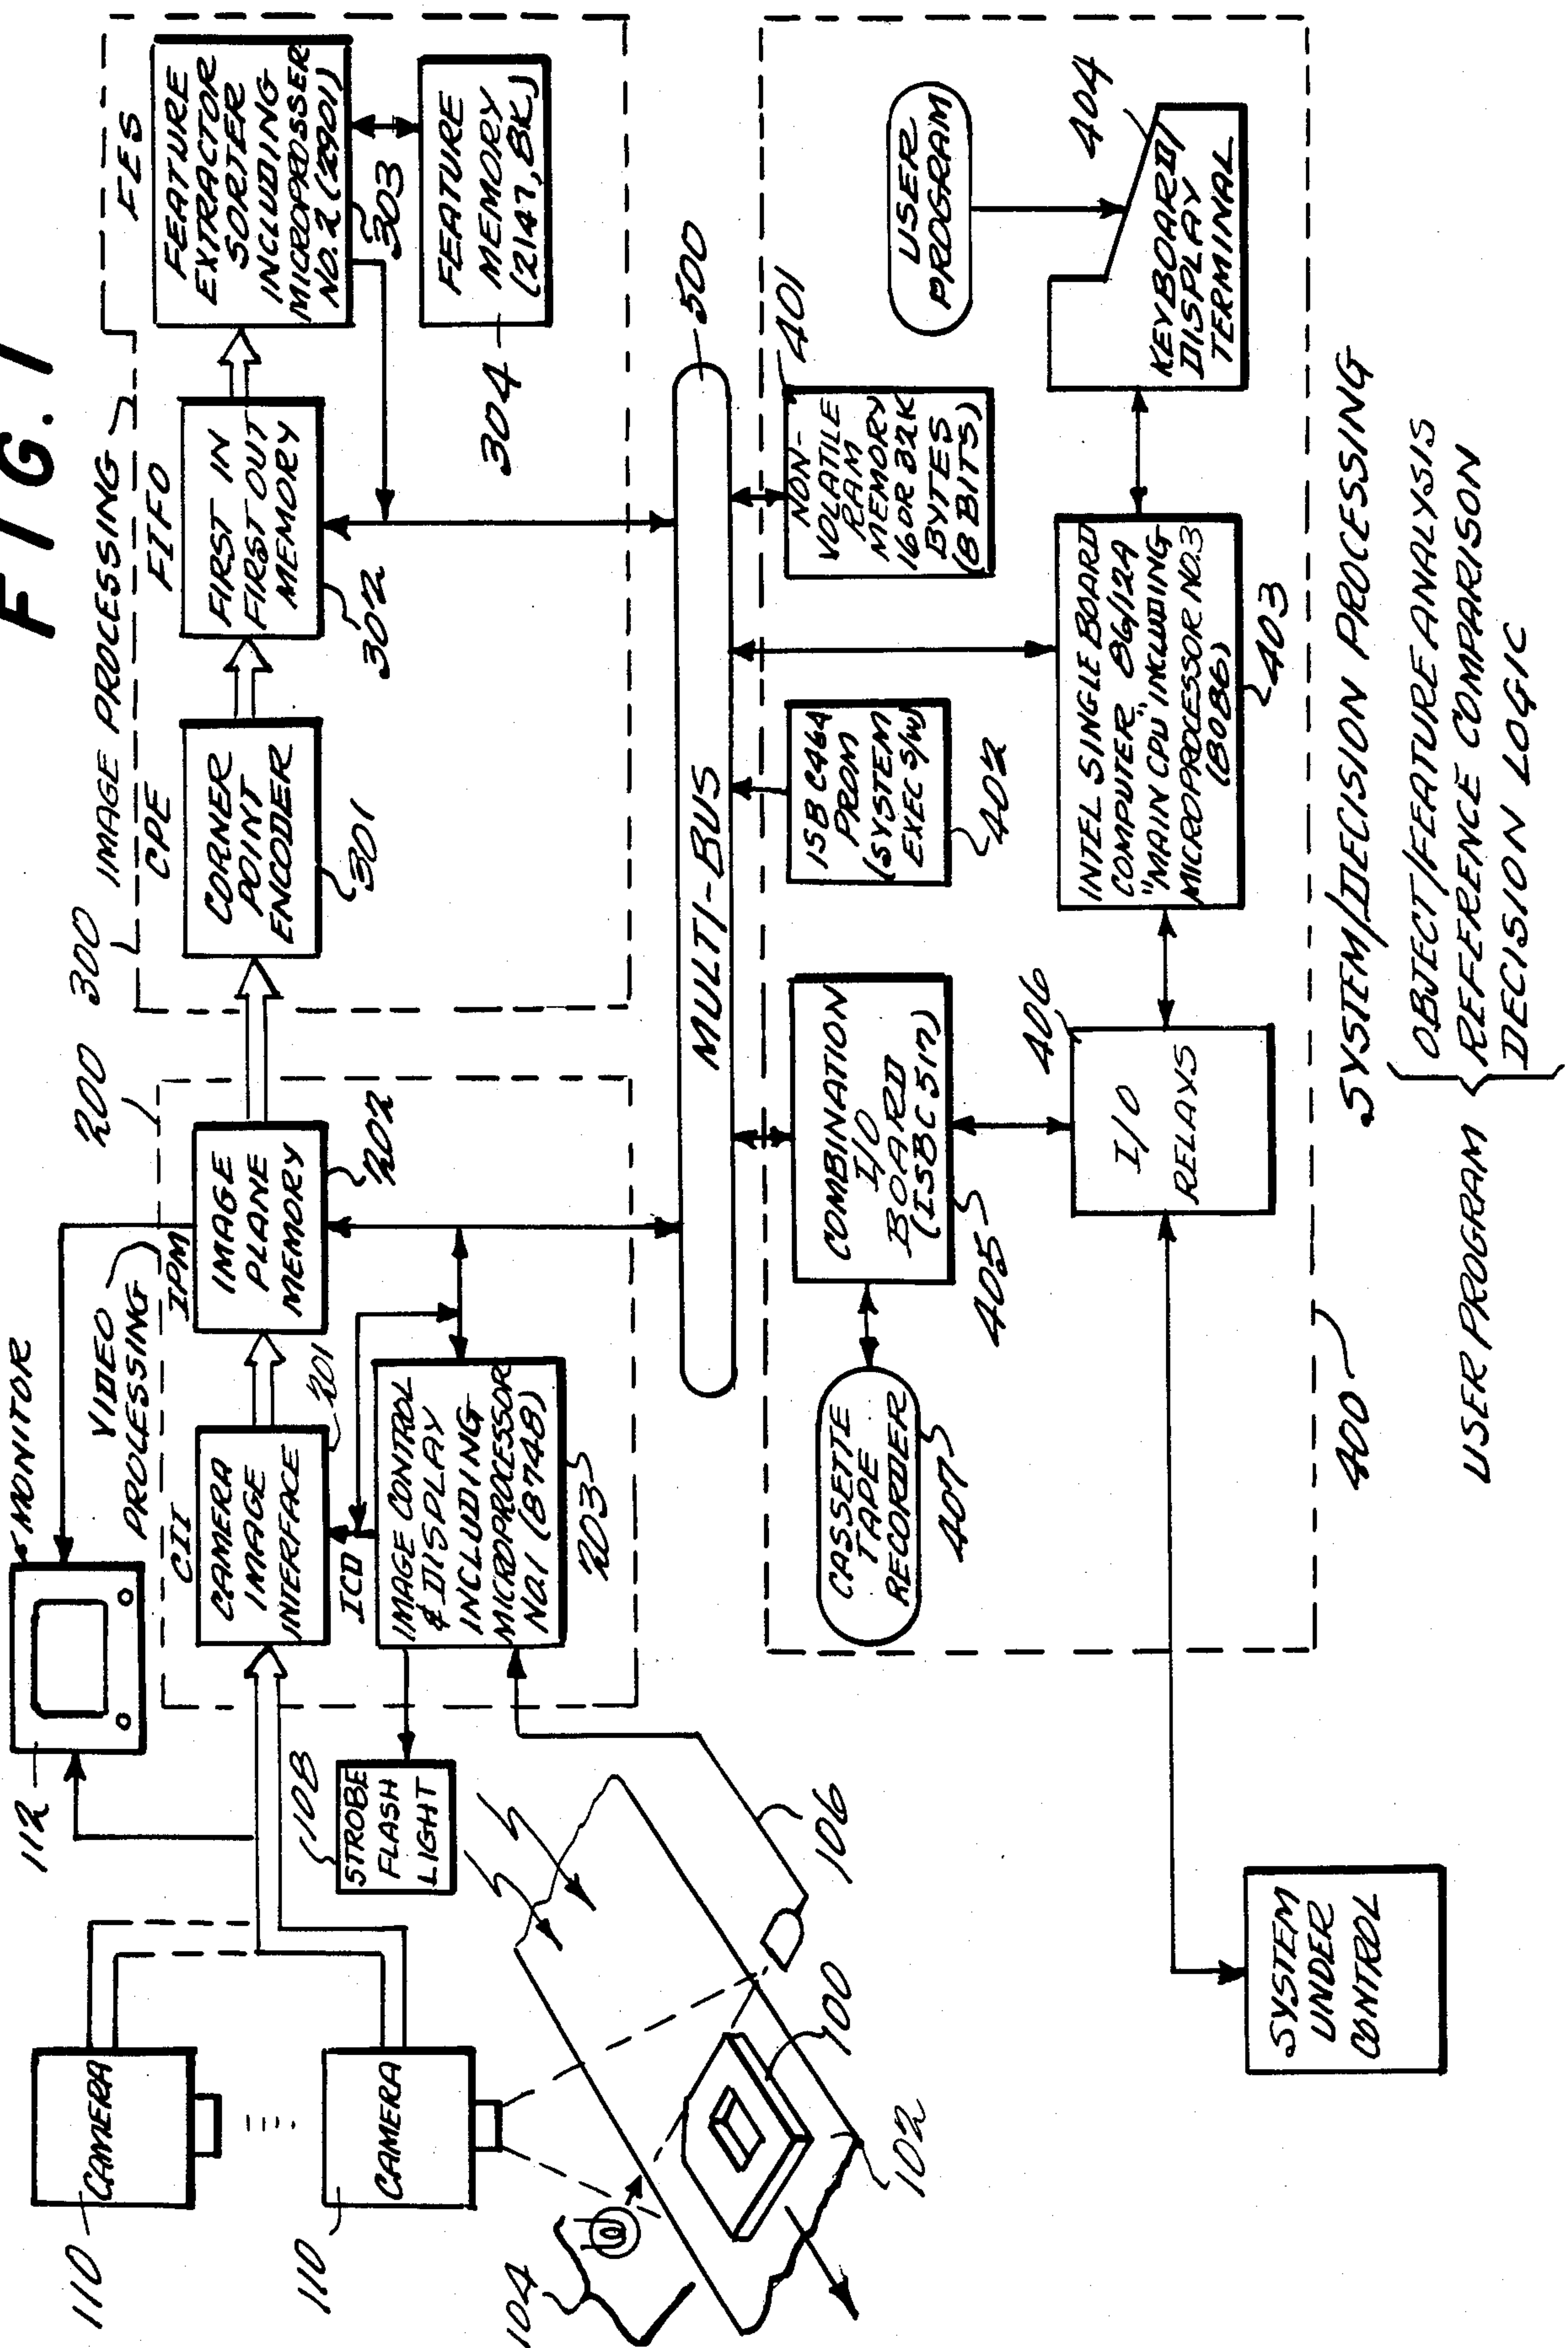 FIG. 1
112
MONITOR
110
CAMERA
110
CAMERA
104
102
100
106
108
STROBE
FLASH
LIGHT
VIDEO
PROCESSING
200
CII
CAMERA
IMAGE
INTERFACE
201
IPM
IMAGE
PLANE
MEMORY
202
ICD
IMAGE CONTROL
& DISPLAY
INCLUDING
MICROPROCESSOR
NO.1 (8748)
203
300
IMAGE PROCESSING
CPE
CORNER
POINT
ENCODER
301
FIFO
FIRST IN
FIRST OUT
MEMORY
302
FES
FEATURE
EXTRACTOR
SORTER
INCLUDING
MICROPROSSER
NO.2 (2901)
303
FEATURE
MEMORY
(2147, 8K)
304
MULTI-BUS
500
CASSETTE
TAPE
RECORDER
407
COMBINATION
I/O
BOARD
(ISBC 517)
405
ISB C464
PROM
(SYSTEM
EXEC S/W)
402
NON-
VOLATILE
RAM
MEMORY
16 OR 32K
BYTES
(8 BITS)
401
USER
PROGRAM
I/O
RELAYS
406
INTEL SINGLE BOARD
COMPUTER 86/12A
"MAIN CPU" INCLUDING
MICROPROCESSOR NO.3
(8086)
403
KEYBOARD/
DISPLAY
TERMINAL
404
SYSTEM
UNDER
CONTROL
400
SYSTEM/DECISION PROCESSING
USER PROGRAM
OBJECT/FEATURE ANALYSIS
REFERENCE COMPARISON
DECISION LOGIC